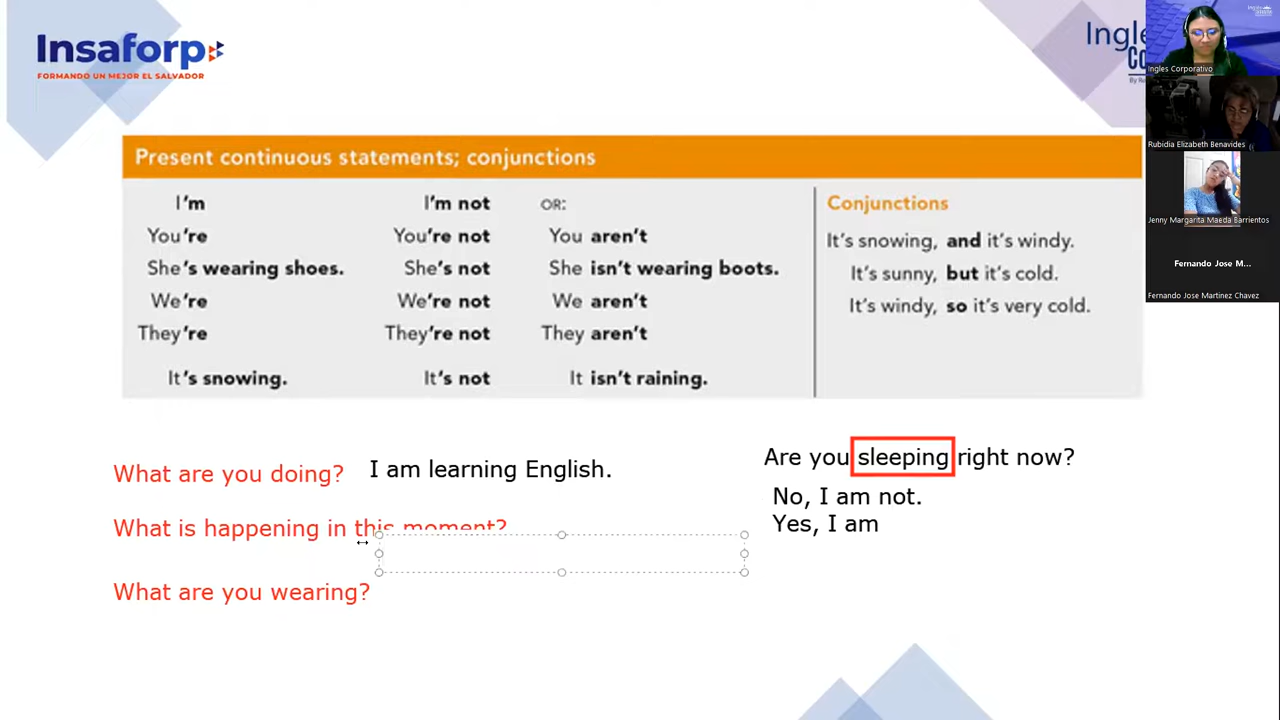 Insaforp
FORMANDO UN MEJOR EL SALVADOR
Ingl
Present continuous statements; conjunctions
I'm I'm not OR:
You're You're not You aren't
She's wearing shoes. She's not She isn't wearing boots.
We're We're not We aren't
They're They're not They aren't
It's snowing. It's not It isn't raining.
Conjunctions
It's snowing, and it's windy.
It's sunny, but it's cold.
It's windy, so it's very cold.
What are you doing? I am learning English.
What is happening in this moment?
What are you wearing?
Are you sleeping right now?
No, I am not.
Yes, I am
Ingles Corporativo
Rubidia Elizabeth Benavides
Jenny Margarita Maeda Barrientos
Fernando Jose M...
Fernando Jose Martinez Chavez